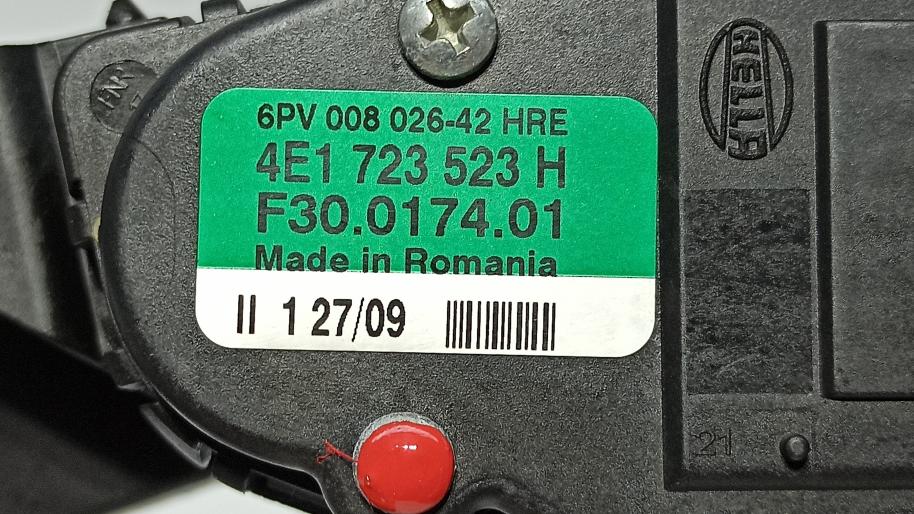 6PV 008 026-42 HRE
4E1 723 523 H
F30.0174.01
Made in Romania
II 1 27/09
HELLA
21